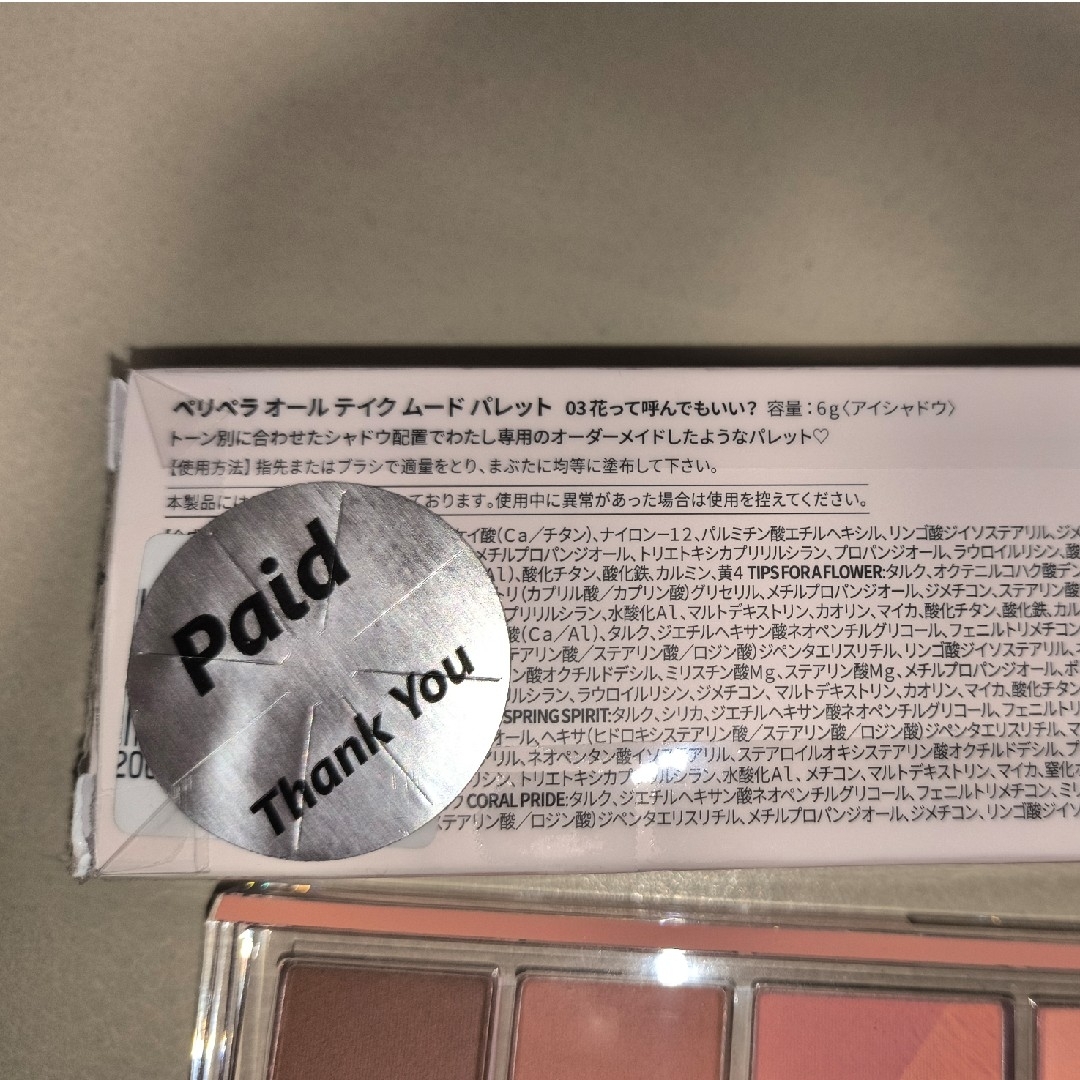 ペリペラ オール テイク ムード パレット 03花って呼んでもいい? 容量:6g〈アイシャドウ〉
トーン別に合わせたシャドウ配置でわたし専用のオーダーメイドしたようなパレット♡
【使用方法】指先またはブラシで適量をとり、まぶたに均等に塗布して下さい。
本製品には ております。使用中に異常があった場合は使用を控えてください。
ケイ酸(Ca/チタン)、ナイロン-12、パルミチン酸エチルヘキシル、リンゴ酸ジイソステアリル、ジメ
メチルプロパンジオール、トリエトキシカプリリルシラン、プロパンジオール、ラウロイルリシン、酸
Al)、酸化チタン、酸化鉄、カルミン、黄4 TIPS FOR A FLOWER:タルク、オクテニルコハク酸デン
トリ(カプリル酸/カプリン酸)グリセリル、メチルプロパンジオール、ジメチコン、ステアリン酸
プリリルシラン、水酸化Al、マルトデキストリン、カオリン、マイカ、酸化チタン、酸化鉄、カル
酸(Ca/Al)、タルク、ジエチルヘキサン酸ネオペンチルグリコール、フェニルトリメチコン
テアリン酸/ステアリン酸/ロジン酸)ジペンタエリスリチル、リンゴ酸ジイソステアリル、
ン酸オクチルドデシル、ミリスチン酸Mg、ステアリン酸Mg、メチルプロパンジオール、ポ
ルシラン、ラウロイルリシン、ジメチコン、マルトデキストリン、カオリン、マイカ、酸化チタン
SPRING SPIRIT:タルク、シリカ、ジエチルヘキサン酸ネオペンチルグリコール、フェニルトリ
オール、ヘキサ(ヒドロキシステアリン酸/ステアリン酸/ロジン酸)ジペンタエリスリチル、マル
リル、ネオペンタン酸イソステアリル、ステアロイルオキシステアリン酸オクチルドデシル、プ
リシン、トリエトキシカプリリルシラン、水酸化Al、メチコン、マルトデキストリン、マイカ、窒化ホ
CORAL PRIDE:タルク、ジエチルヘキサン酸ネオペンチルグリコール、フェニルトリメチコン、ミリ
ステアリン酸/ロジン酸)ジペンタエリスリチル、メチルプロパンジオール、ジメチコン、リンゴ酸ジイソ
Paid
Thank You